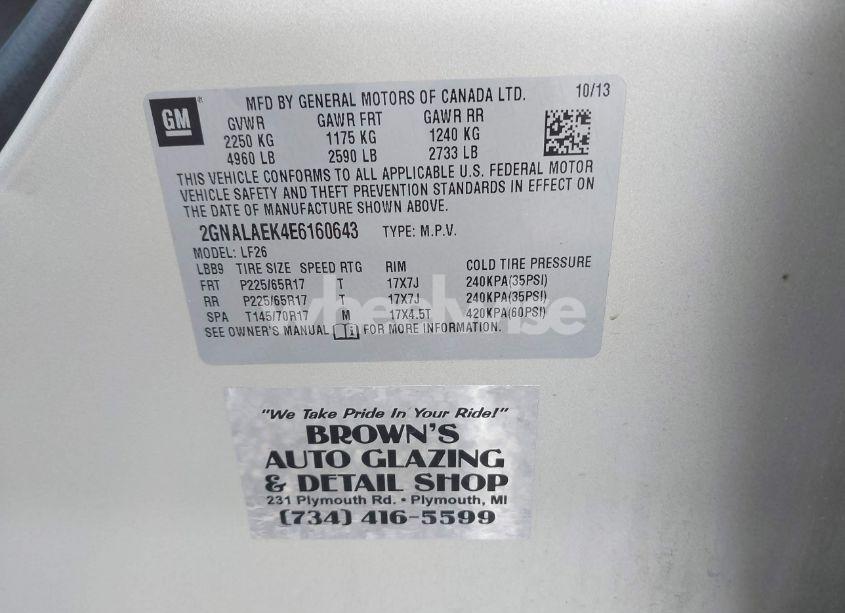 GM
MFD BY GENERAL MOTORS OF CANADA LTD. 10/13
GVWR GAWR FRT GAWR RR
2250 KG 1175 KG 1240 KG
4960 LB 2590 LB 2733 LB
THIS VEHICLE CONFORMS TO ALL APPLICABLE U.S. FEDERAL MOTOR
VEHICLE SAFETY AND THEFT PREVENTION STANDARDS IN EFFECT ON
THE DATE OF MANUFACTURE SHOWN ABOVE.
2GNALAEK4E6160643 TYPE: M.P.V.
MODEL: LF26
LBB9 TIRE SIZE SPEED RTG RIM COLD TIRE PRESSURE
FRT P225/65R17 T 17X7J 240KPA(35PSI)
RR P225/65R17 T 17X7J 240KPA(35PSI)
SPA T145/70R17 M 17X4.5T 420KPA(60PSI)
SEE OWNER'S MANUAL FOR MORE INFORMATION.
"We Take Pride In Your Ride!"
BROWN'S
AUTO GLAZING
& DETAIL SHOP
231 Plymouth Rd. • Plymouth, MI
(734) 416-5599